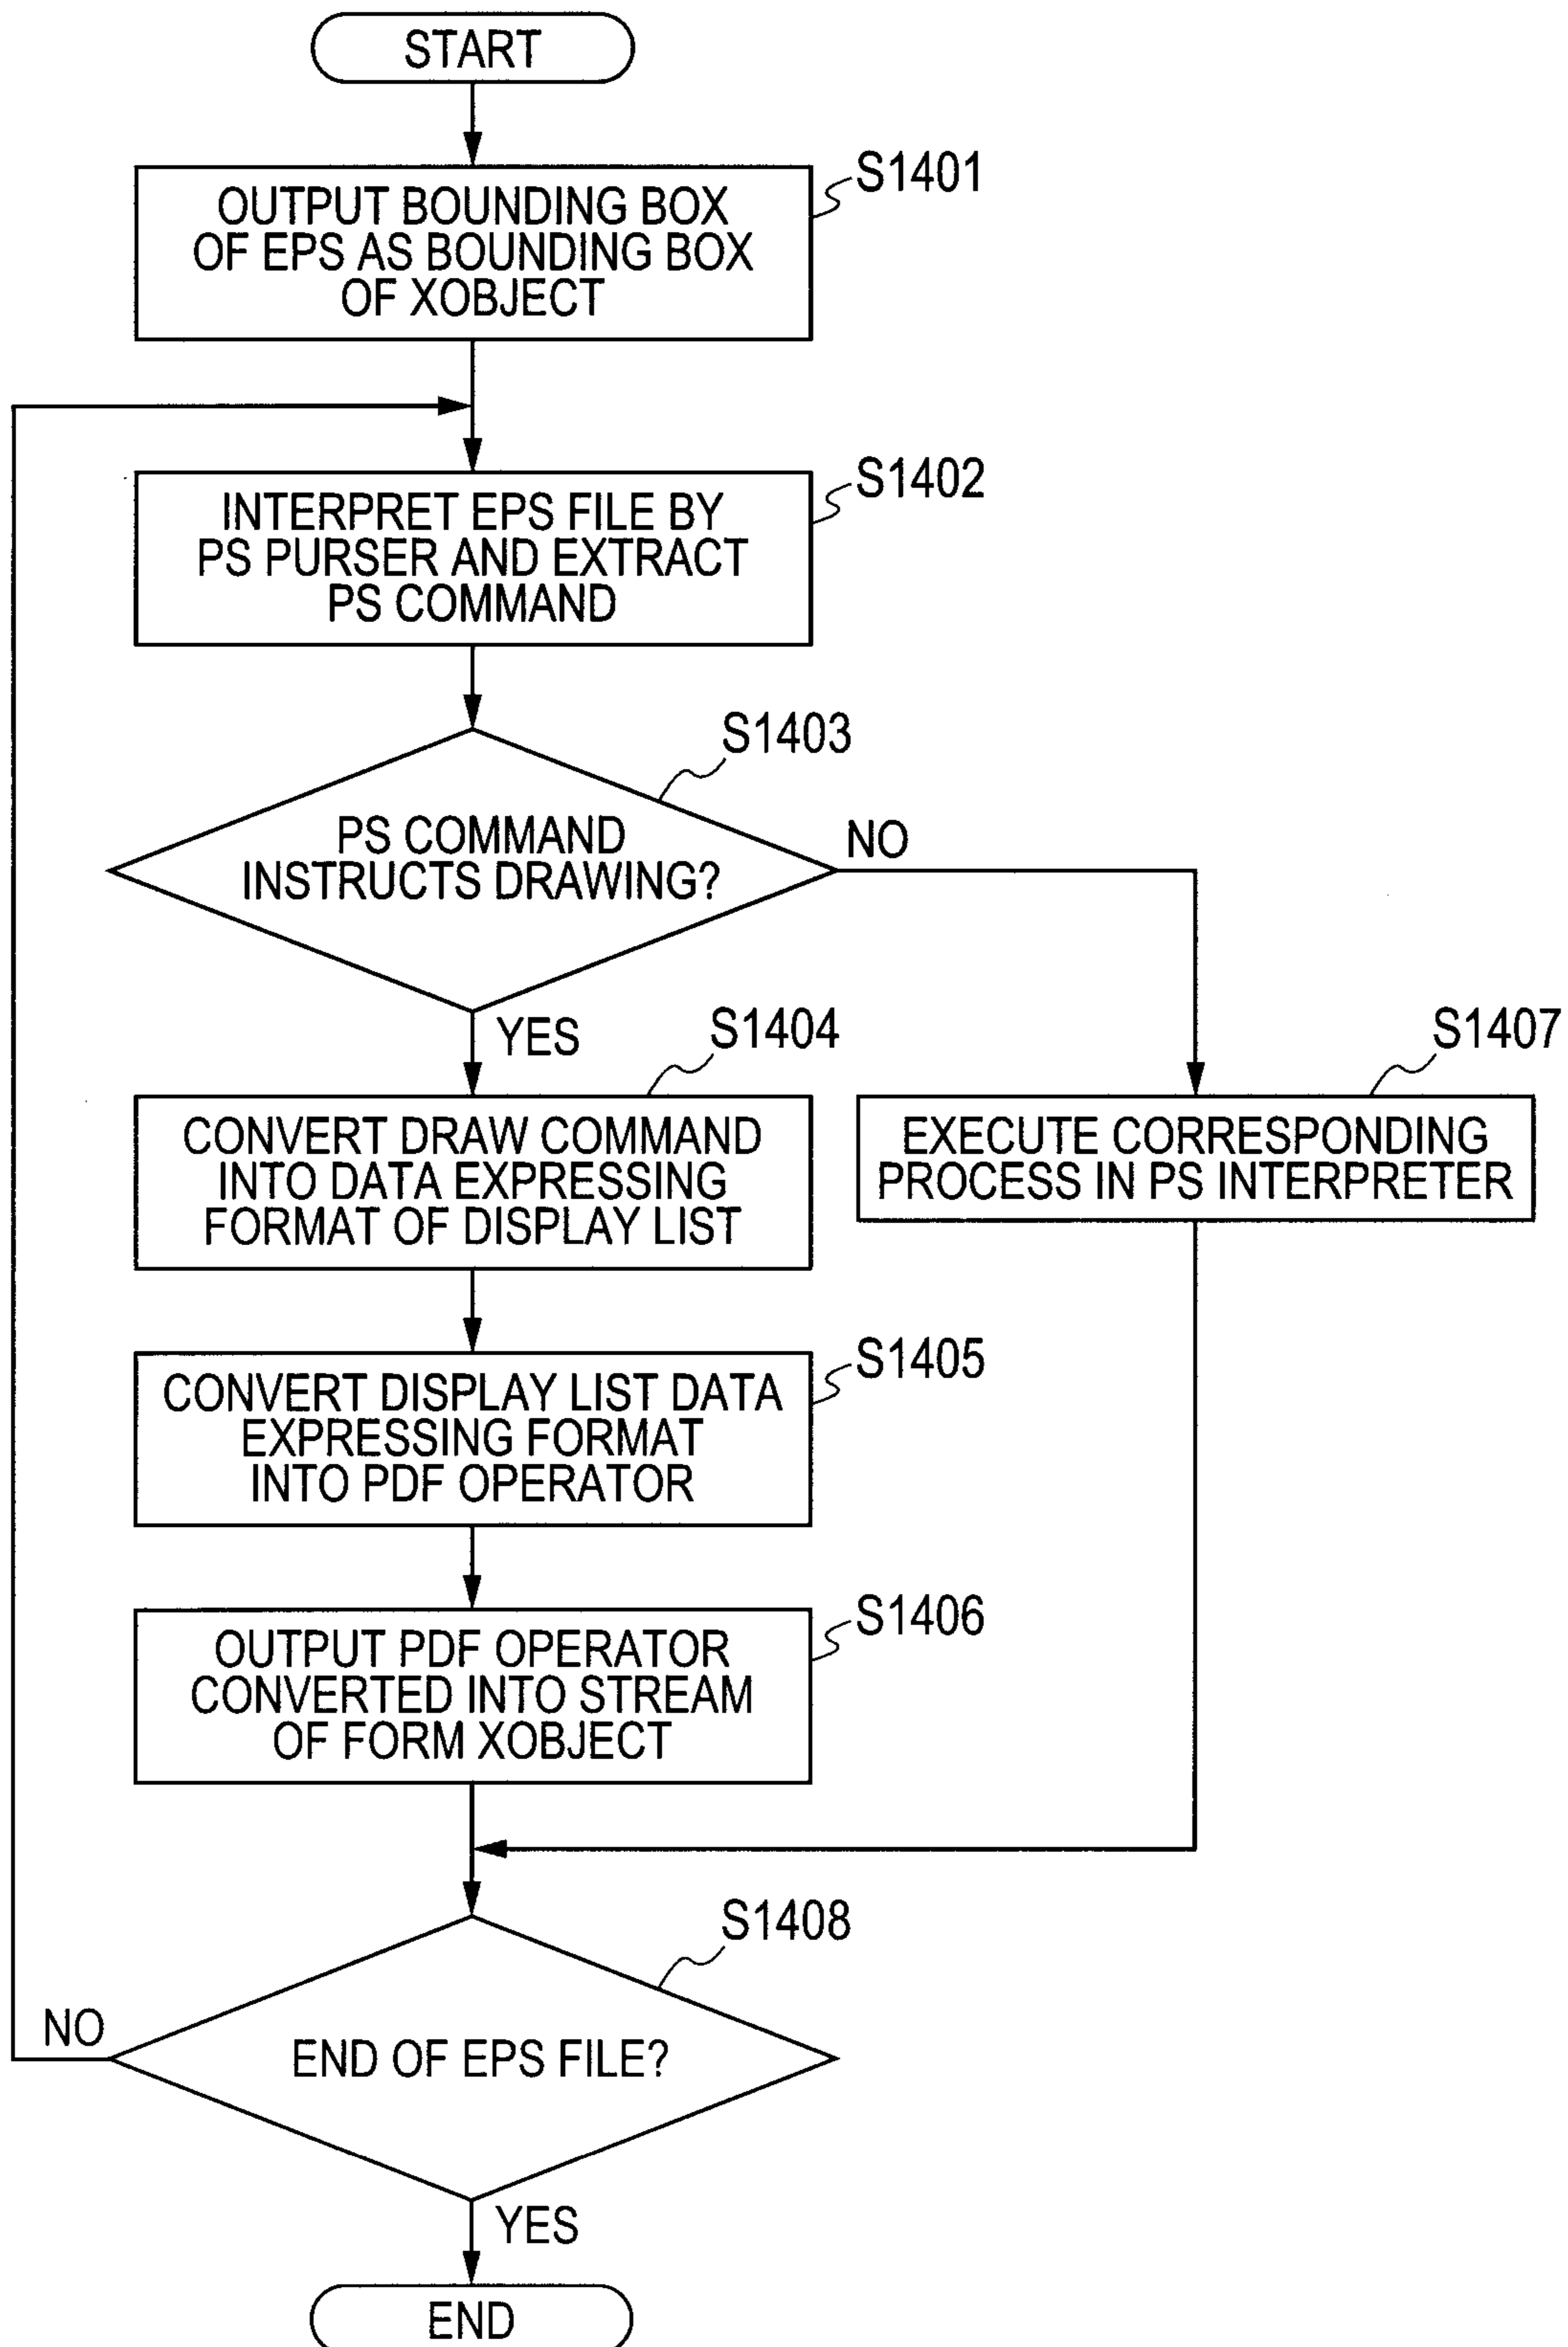 START
S1401
OUTPUT BOUNDING BOX
OF EPS AS BOUNDING BOX
OF XOBJECT
S1402
INTERPRET EPS FILE BY
PS PURSER AND EXTRACT
PS COMMAND
S1403
PS COMMAND
INSTRUCTS DRAWING?
NO
YES
S1404
CONVERT DRAW COMMAND
INTO DATA EXPRESSING
FORMAT OF DISPLAY LIST
S1407
EXECUTE CORRESPONDING
PROCESS IN PS INTERPRETER
S1405
CONVERT DISPLAY LIST DATA
EXPRESSING FORMAT
INTO PDF OPERATOR
S1406
OUTPUT PDF OPERATOR
CONVERTED INTO STREAM
OF FORM XOBJECT
S1408
END OF EPS FILE?
NO
YES
END